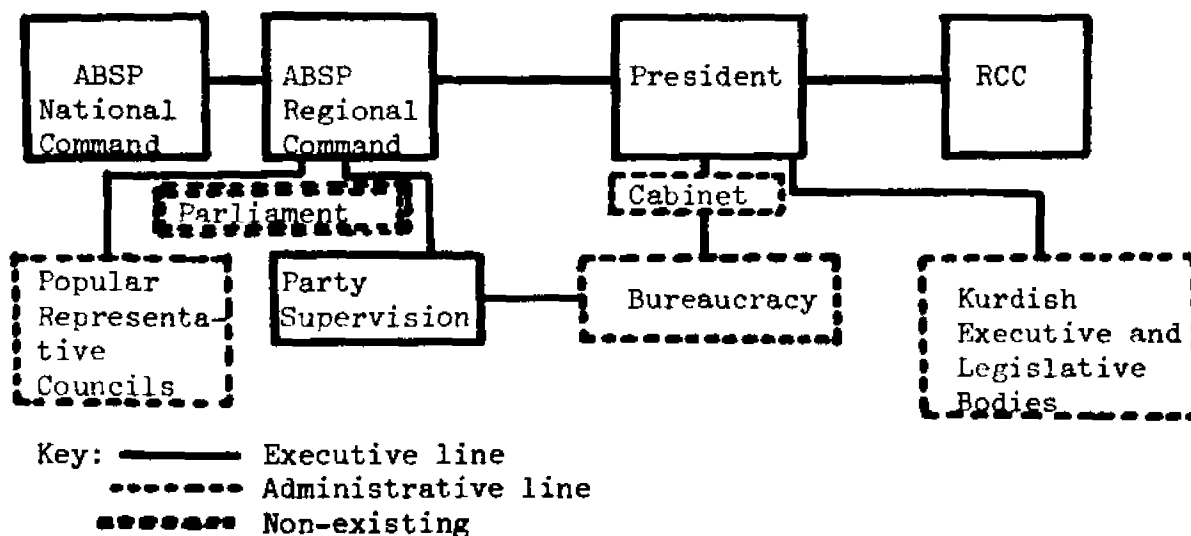 ABSP
National
Command
ABSP
Regional
Command
President
RCC
Parliament
Cabinet
Popular
Representa-
tive
Councils
Party
Supervision
Bureaucracy
Kurdish
Executive and
Legislative
Bodies
Key:
Executive line
Administrative line
Non-existing